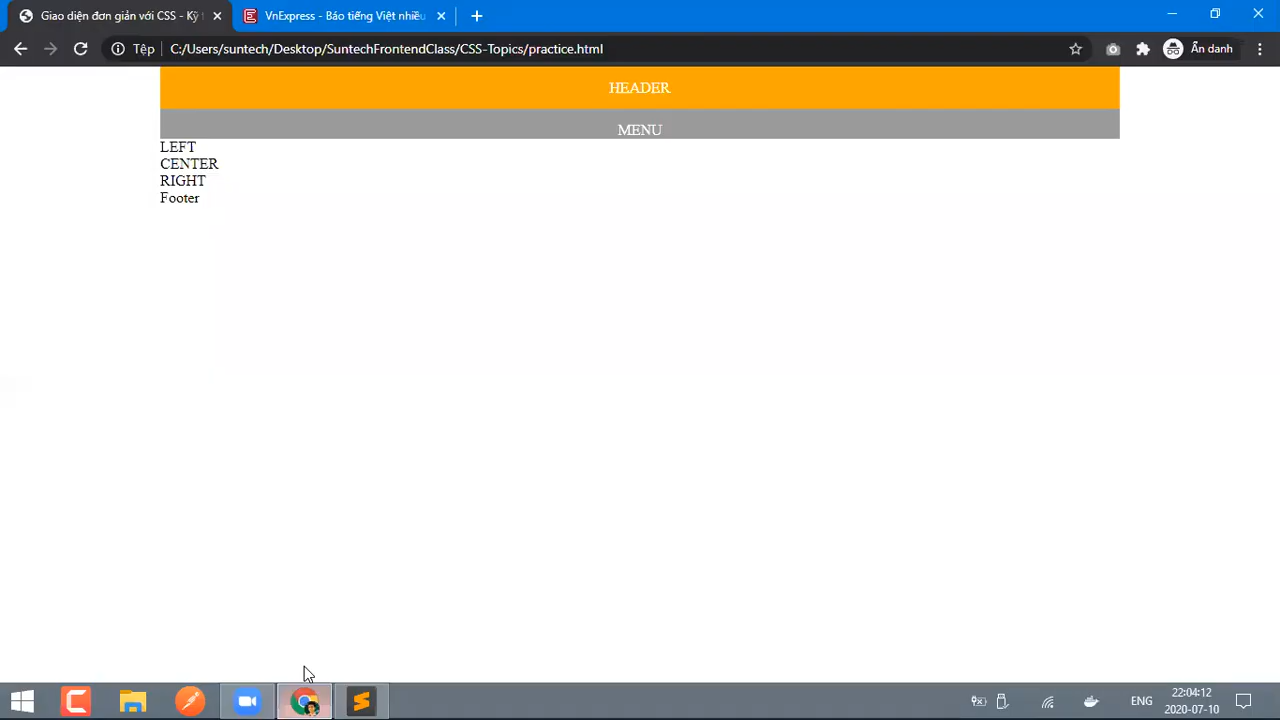 Giao diện đơn giản với CSS - Kỹ t
VnExpress - Báo tiếng Việt nhiều
Tệp
C:/Users/suntech/Desktop/SuntechFrontendClass/CSS-Topics/practice.html
Ẩn danh
HEADER
MENU
LEFT
CENTER
RIGHT
Footer
ENG
22:04:12
2020-07-10